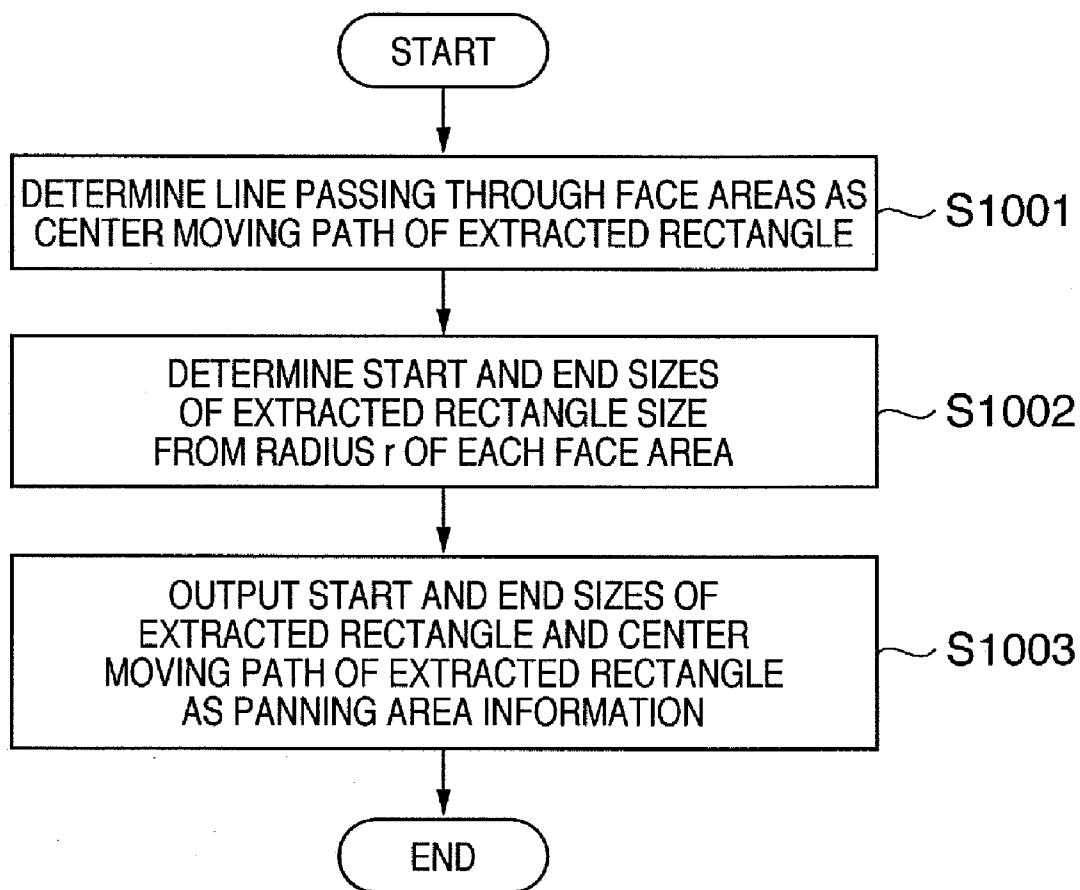 START
DETERMINE LINE PASSING THROUGH FACE AREAS AS
CENTER MOVING PATH OF EXTRACTED RECTANGLE
S1001
DETERMINE START AND END SIZES
OF EXTRACTED RECTANGLE SIZE
FROM RADIUS r OF EACH FACE AREA
S1002
OUTPUT START AND END SIZES OF
EXTRACTED RECTANGLE AND CENTER
MOVING PATH OF EXTRACTED RECTANGLE
AS PANNING AREA INFORMATION
S1003
END